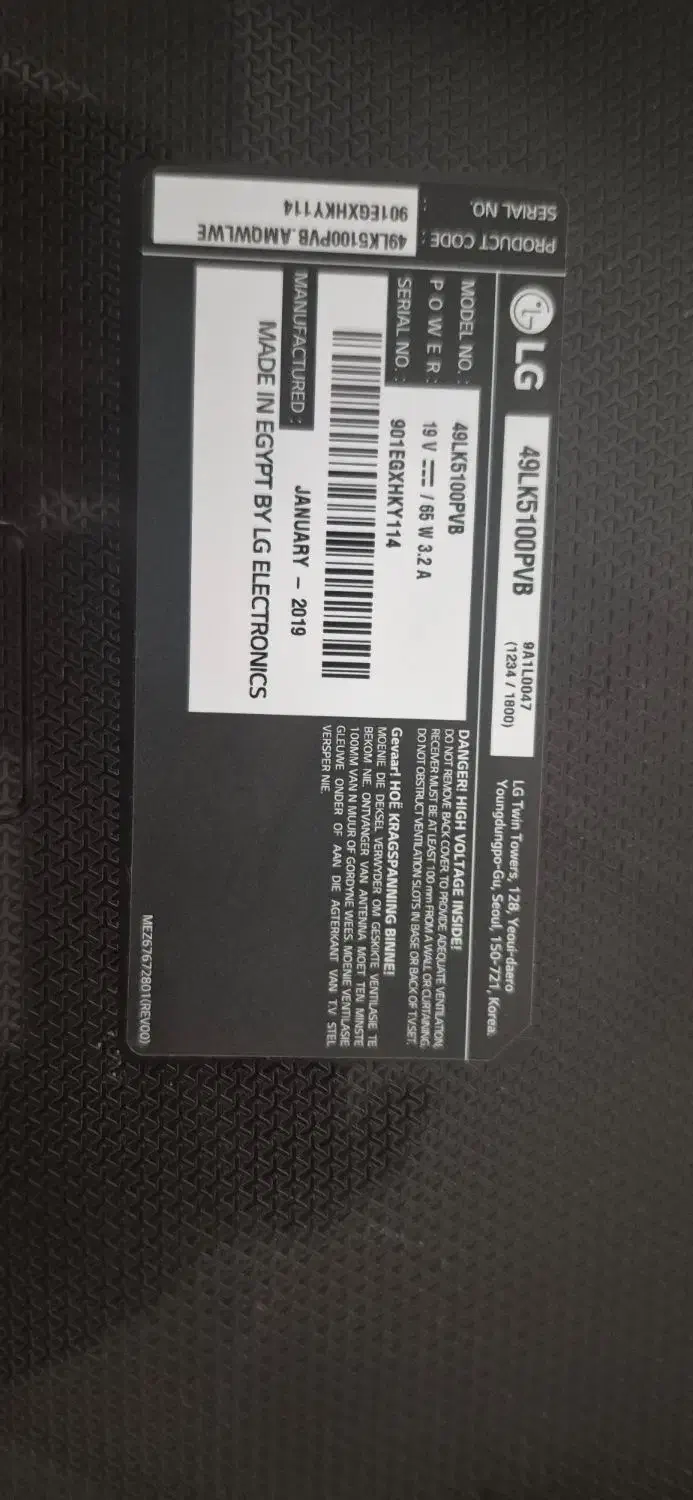 SERIAL NO. : 901EGXHKY114
PRODUCT CODE : 49LK5100PVB.AMQWLWE
LG
49LK5100PVB
9A1L0047
(1234 / 1800)
LG Twin Towers, 128, Yeoui-daero
Youngdungpo-Gu, Seoul, 150-721, Korea
MODEL NO. : 49LK5100PVB
POWER : 19 V ⎓ / 65 W 3.2 A
SERIAL NO. : 901EGXHKY114
MANUFACTURED : JANUARY - 2019
MADE IN EGYPT BY LG ELECTRONICS
DANGER! HIGH VOLTAGE INSIDE!
DO NOT REMOVE BACK COVER. TO PROVIDE ADEQUATE VENTILATION,
RECEIVER MUST BE AT LEAST 100 mm FROM A WALL OR CURTAINING.
DO NOT OBSTRUCT VENTILATION SLOTS IN BASE OR BACK OF T.V SET.
Gevaar! HOË KRAGSPANNING BINNE!
MOENIE DIE DEKSEL VERWYDER OM GESKIKTE VENTILASIE TE
BEKOM NIE. ONTVANGER VAN ANTENNA MOET TEN MINSTE
100MM VAN N MUUR OF GORDYNE WEES. MOENIE VENTILASIE
GLEUWE ONDER OF AAN DIE AGTERKANT VAN T.V STEL
VERSPER NIE.
MEZ67672801(REV00)